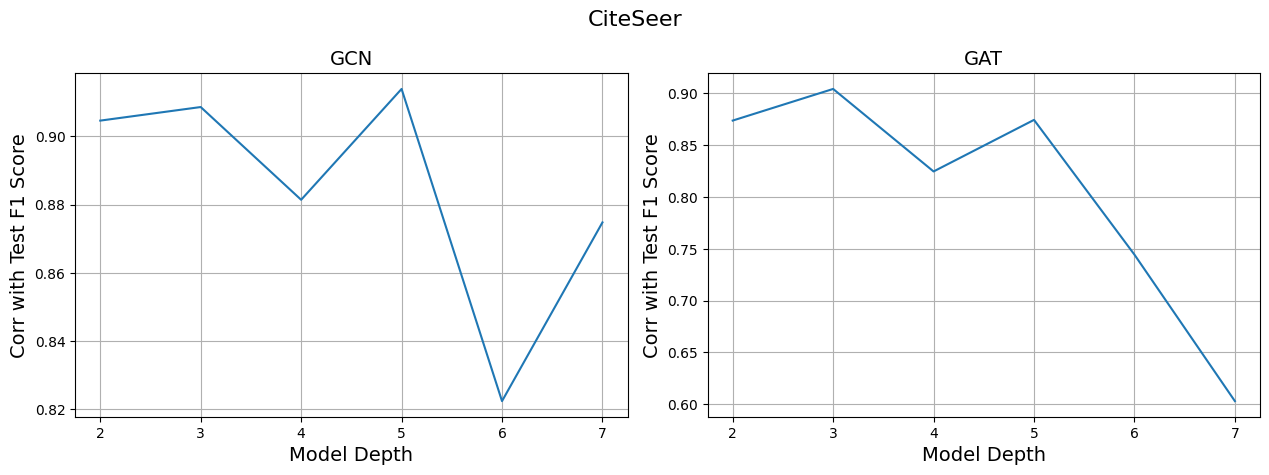 CiteSeer
GCN
Corr with Test F1 Score
0.90
0.88
0.86
0.84
0.82
2 3 4 5 6 7
Model Depth
GAT
Corr with Test F1 Score
0.90
0.85
0.80
0.75
0.70
0.65
0.60
2 3 4 5 6 7
Model Depth